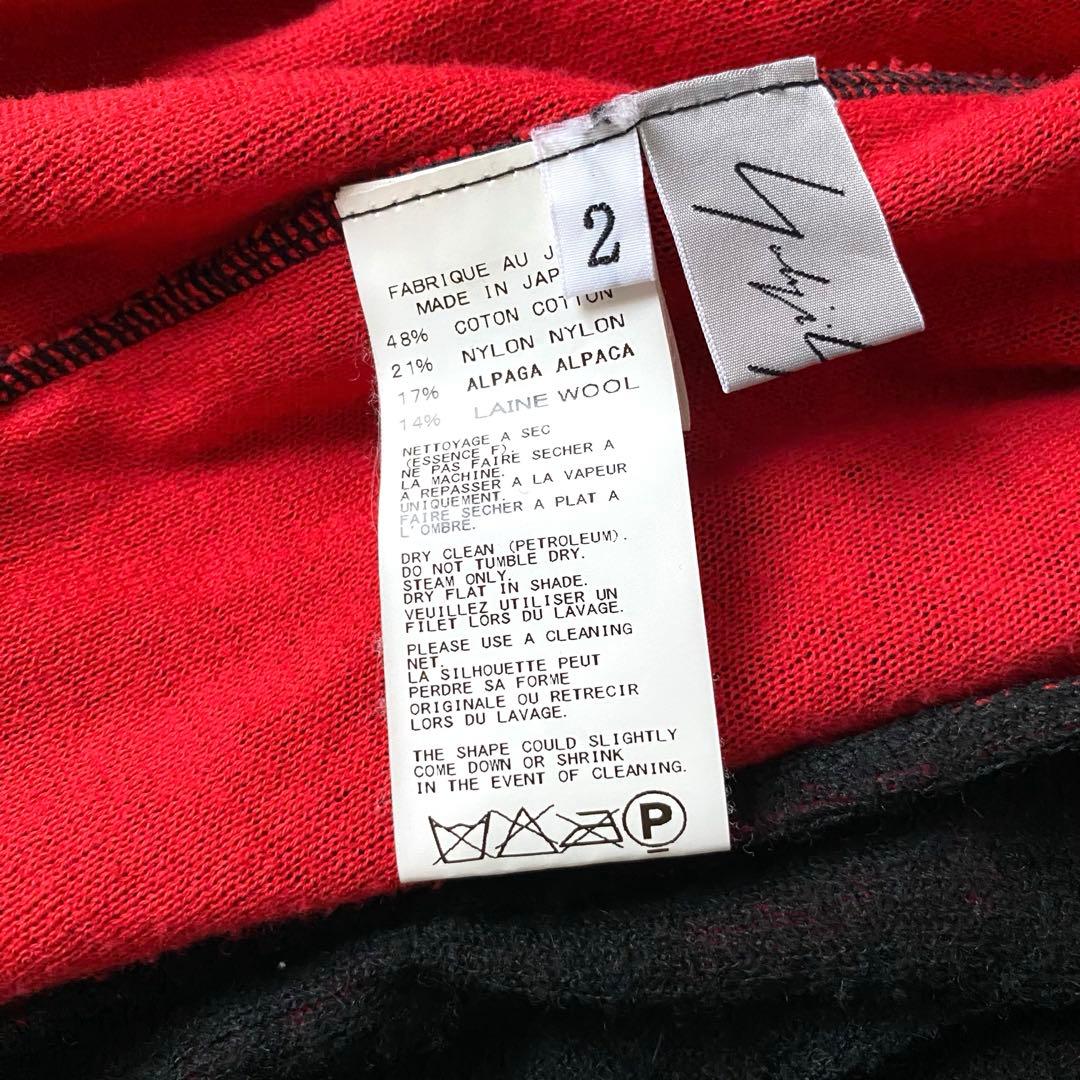 2
FABRIQUE AU J
MADE IN JAP
48% COTON COTTON
21% NYLON NYLON
17% ALPAGA ALPACA
14% LAINE WOOL
NETTOYAGE A SEC
(ESSENCE F).
NE PAS FAIRE SECHER A
LA MACHINE.
A REPASSER A LA VAPEUR
UNIQUEMENT.
FAIRE SECHER A PLAT A
L'OMBRE.
DRY CLEAN (PETROLEUM).
DO NOT TUMBLE DRY.
STEAM ONLY.
DRY FLAT IN SHADE.
VEUILLEZ UTILISER UN
FILET LORS DU LAVAGE.
PLEASE USE A CLEANING
NET.
LA SILHOUETTE PEUT
PERDRE SA FORME
ORIGINALE OU RETRECIR
LORS DU LAVAGE.
THE SHAPE COULD SLIGHTLY
COME DOWN OR SHRINK
IN THE EVENT OF CLEANING.
P